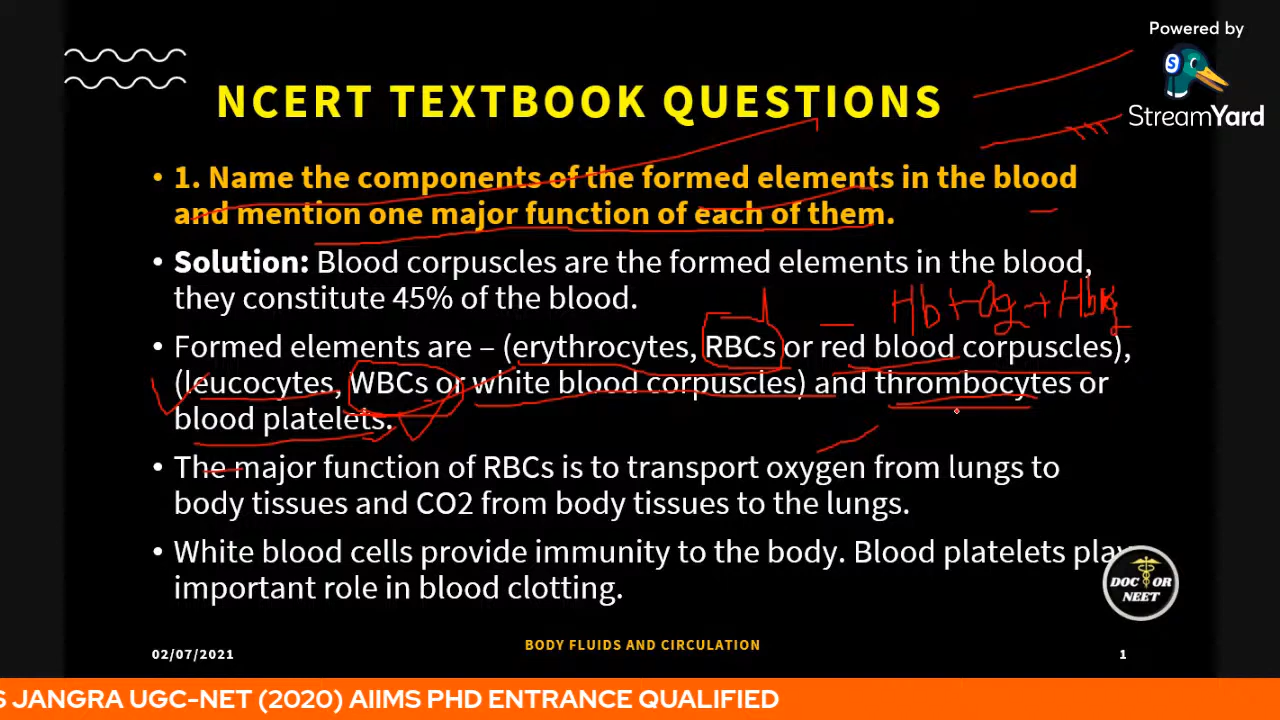 Powered by
StreamYard
NCERT TEXTBOOK QUESTIONS
• 1. Name the components of the formed elements in the blood
and mention one major function of each of them.
• Solution: Blood corpuscles are the formed elements in the blood,
they constitute 45% of the blood.
• Formed elements are – (erythrocytes, RBCs or red blood corpuscles),
(leucocytes, WBCs or white blood corpuscles) and thrombocytes or
blood platelets.
• The major function of RBCs is to transport oxygen from lungs to
body tissues and CO2 from body tissues to the lungs.
• White blood cells provide immunity to the body. Blood platelets play
important role in blood clotting.
DOCTOR
NEET
02/07/2021
BODY FLUIDS AND CIRCULATION
1
S JANGRA UGC-NET (2020) AIIMS PHD ENTRANCE QUALIFIED